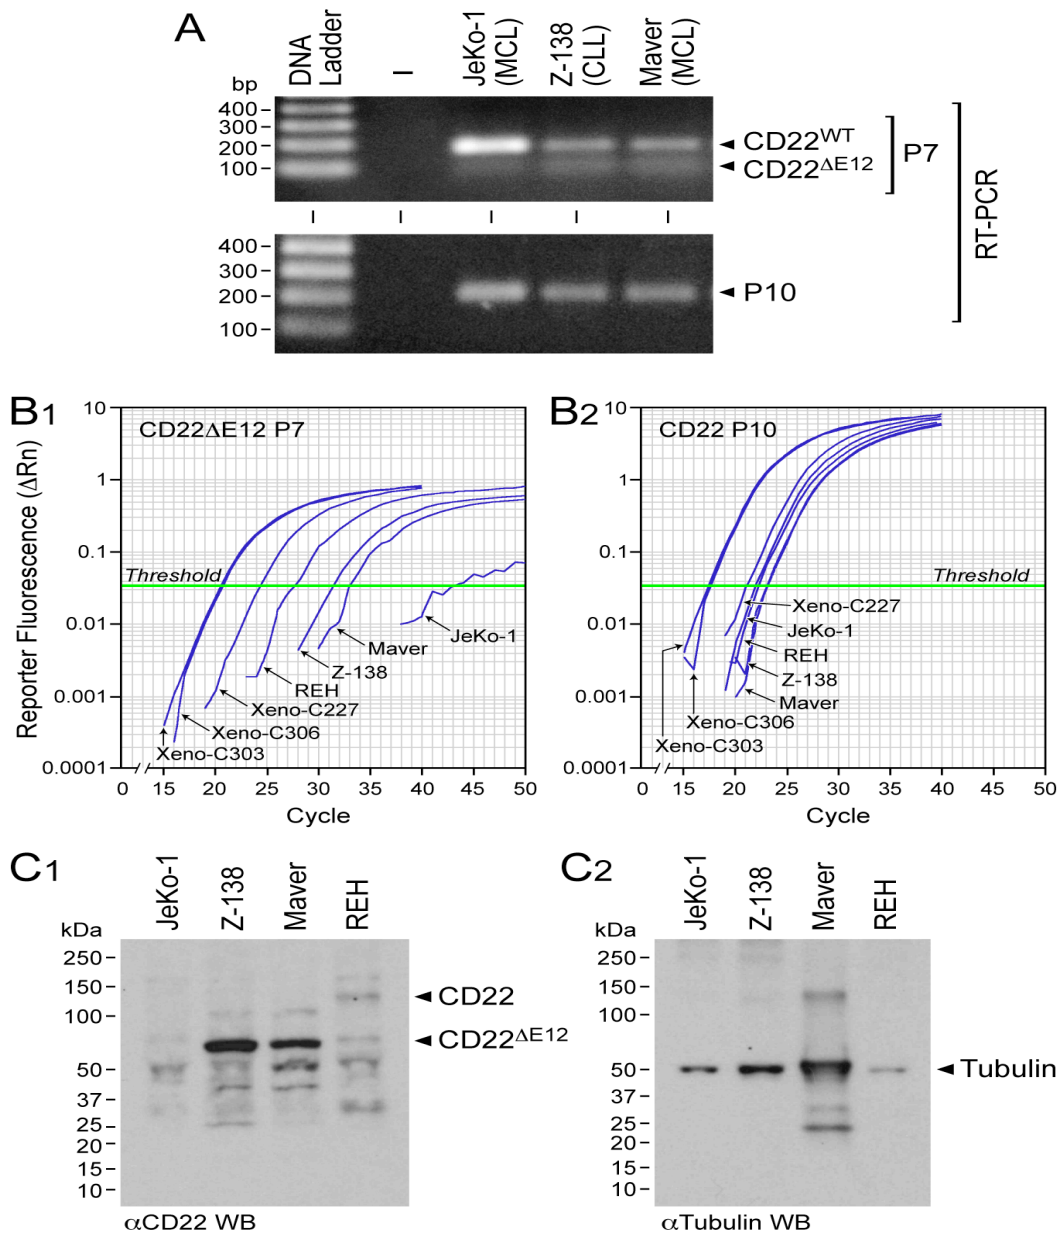 A
DNA Ladder
–
JeKo-1 (MCL)
Z-138 (CLL)
Maver (MCL)
bp
400
300
200
100
CD22WT
CD22ΔE12
P7
RT-PCR
400
300
200
100
P10
B1
CD22ΔE12 P7
Reporter Fluorescence (ΔRn)
10
1
0.1
0.01
0.001
0.0001
Threshold
JeKo-1
Maver
Z-138
REH
Xeno-C227
Xeno-C306
Xeno-C303
0 15 20 25 30 35 40 45 50
Cycle
B2
CD22 P10
10
1
0.1
0.01
0.001
0.0001
Threshold
Xeno-C227
JeKo-1
REH
Z-138
Maver
Xeno-C306
Xeno-C303
0 15 20 25 30 35 40 45 50
Cycle
C1
JeKo-1
Z-138
Maver
REH
kDa
250
150
100
50
37
25
20
15
10
CD22
CD22ΔE12
αCD22 WB
C2
JeKo-1
Z-138
Maver
REH
kDa
250
150
100
50
37
25
20
15
10
Tubulin
αTubulin WB